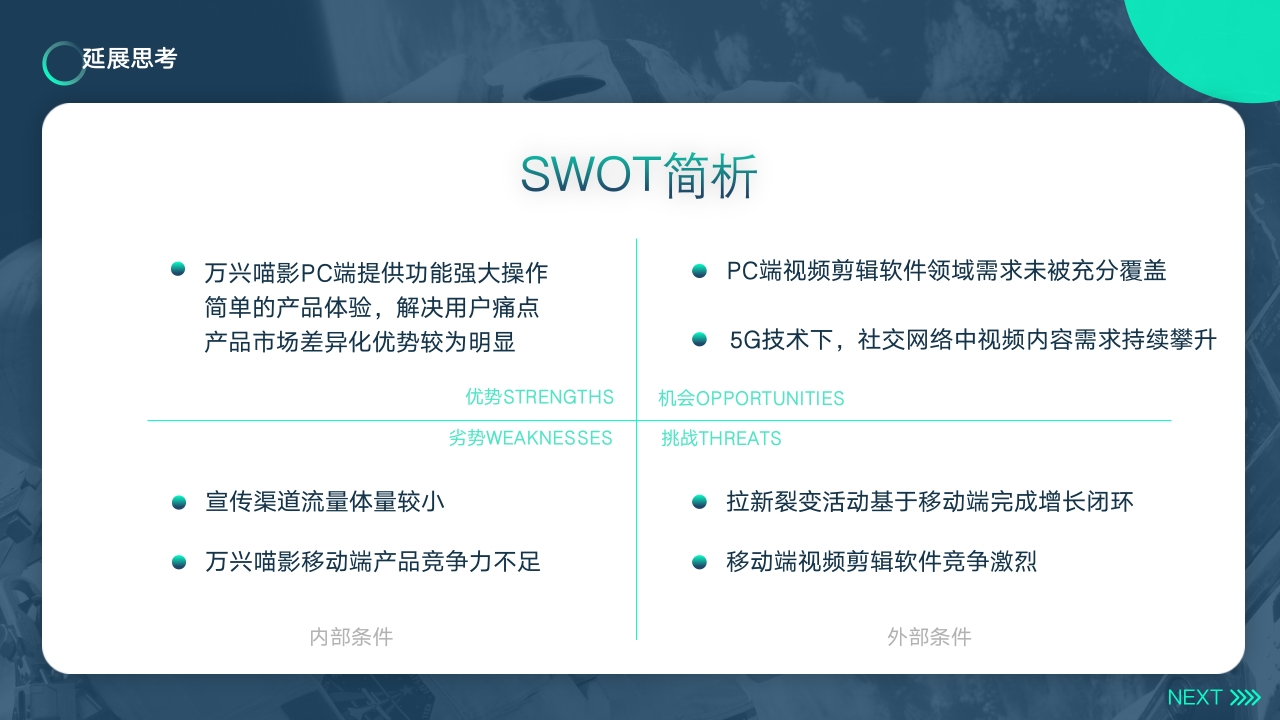 延展思考
SWOT简析
万兴喵影PC端提供功能强大操作
简单的产品体验，解决用户痛点
产品市场差异化优势较为明显
PC端视频剪辑软件领域需求未被充分覆盖
5G技术下，社交网络中视频内容需求持续攀升
优势STRENGTHS
机会OPPORTUNITIES
劣势WEAKNESSES
挑战THREATS
宣传渠道流量体量较小
万兴喵影移动端产品竞争力不足
拉新裂变活动基于移动端完成增长闭环
移动端视频剪辑软件竞争激烈
内部条件
外部条件
NEXT